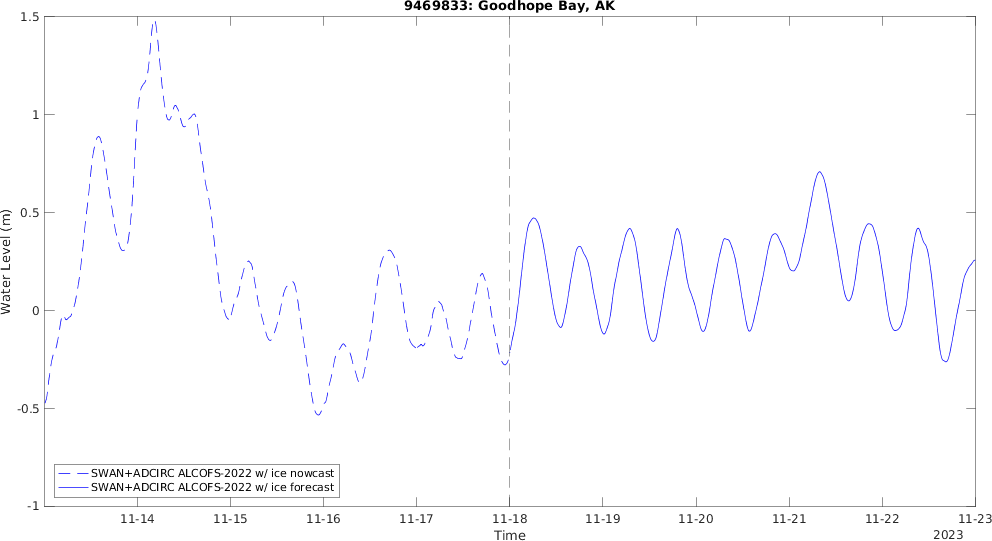 9469833: Goodhope Bay, AK
Water Level (m)
1.5
1
0.5
0
-0.5
-1
SWAN+ADCIRC ALCOFS-2022 w/ ice nowcast
SWAN+ADCIRC ALCOFS-2022 w/ ice forecast
11-14 11-15 11-16 11-17 11-18 11-19 11-20 11-21 11-22 11-23
Time
2023